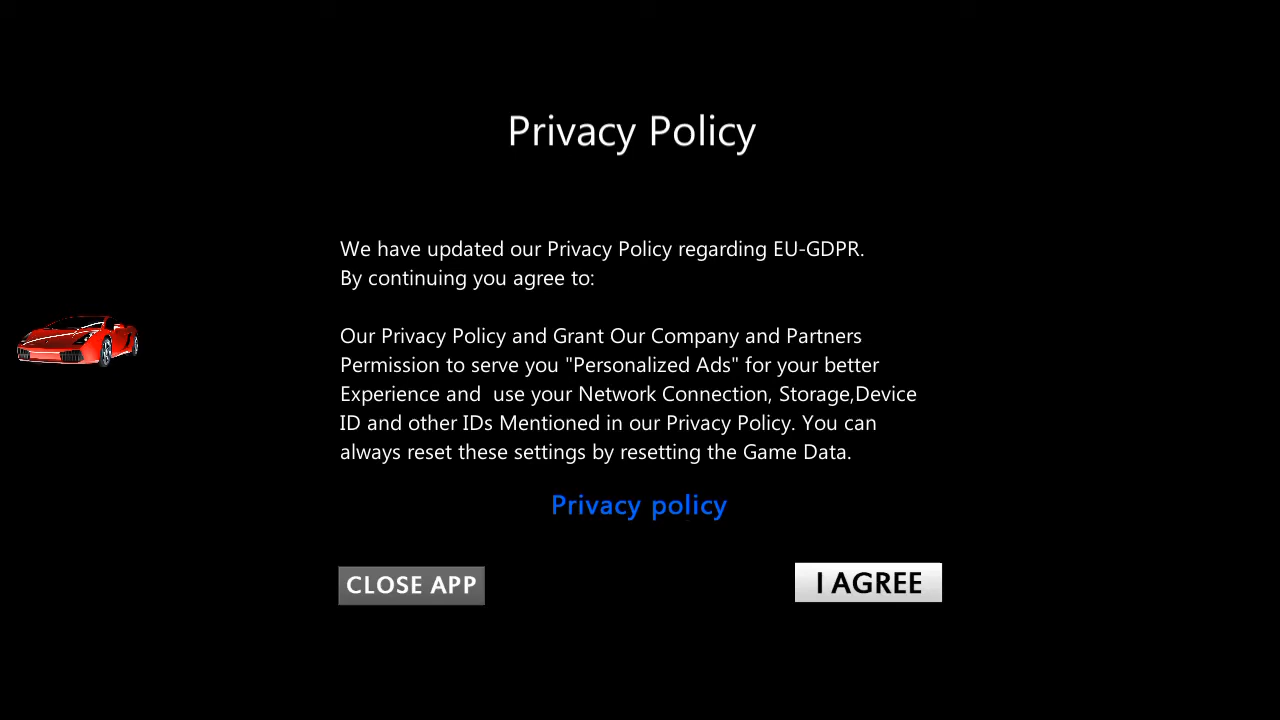 Privacy Policy
We have updated our Privacy Policy regarding EU-GDPR.
By continuing you agree to:
Our Privacy Policy and Grant Our Company and Partners
Permission to serve you "Personalized Ads" for your better
Experience and  use your Network Connection, Storage,Device
ID and other IDs Mentioned in our Privacy Policy. You can
always reset these settings by resetting the Game Data.
Privacy policy
CLOSE APP
I AGREE